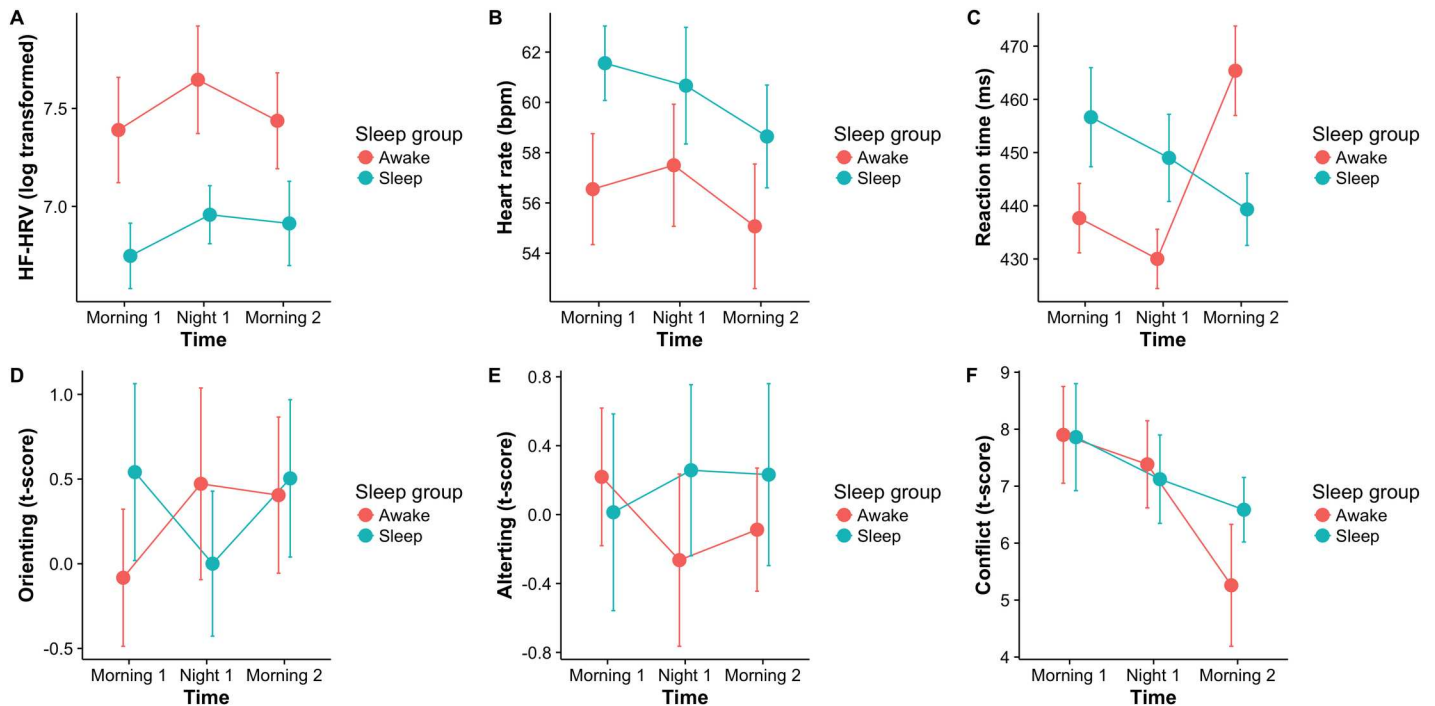 A
HF-HRV (log transformed)
7.5
7.0
Morning 1 Night 1 Morning 2
Time
Sleep group
Awake
Sleep
B
Heart rate (bpm)
62
60
58
56
54
Morning 1 Night 1 Morning 2
Time
Sleep group
Awake
Sleep
C
Reaction time (ms)
470
460
450
440
430
Morning 1 Night 1 Morning 2
Time
Sleep group
Awake
Sleep
D
Orienting (t-score)
1.0
0.5
0.0
-0.5
Morning 1 Night 1 Morning 2
Time
Sleep group
Awake
Sleep
E
Alterting (t-score)
0.8
0.4
0.0
-0.4
-0.8
Morning 1 Night 1 Morning 2
Time
Sleep group
Awake
Sleep
F
Conflict (t-score)
9
8
7
6
5
4
Morning 1 Night 1 Morning 2
Time
Sleep group
Awake
Sleep